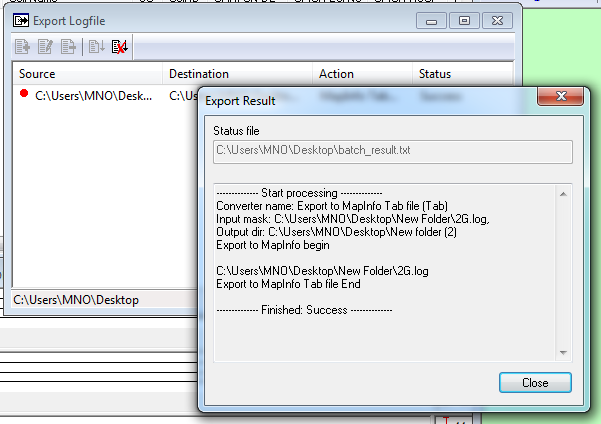 Export Logfile
Source Destination Action Status
C:\Users\MNO\Desk... C:\Us
C:\Users\MNO\Desktop
Export Result
Status file
C:\Users\MNO\Desktop\batch_result.txt
------------- Start processing -------------
Converter name: Export to MapInfo Tab file (Tab)
Input mask: C:\Users\MNO\Desktop\New Folder\2G.log,
Output dir: C:\Users\MNO\Desktop\New folder (2)
Export to MapInfo begin
C:\Users\MNO\Desktop\New Folder\2G.log
Export to MapInfo Tab file End
------------- Finished: Success -------------
Close